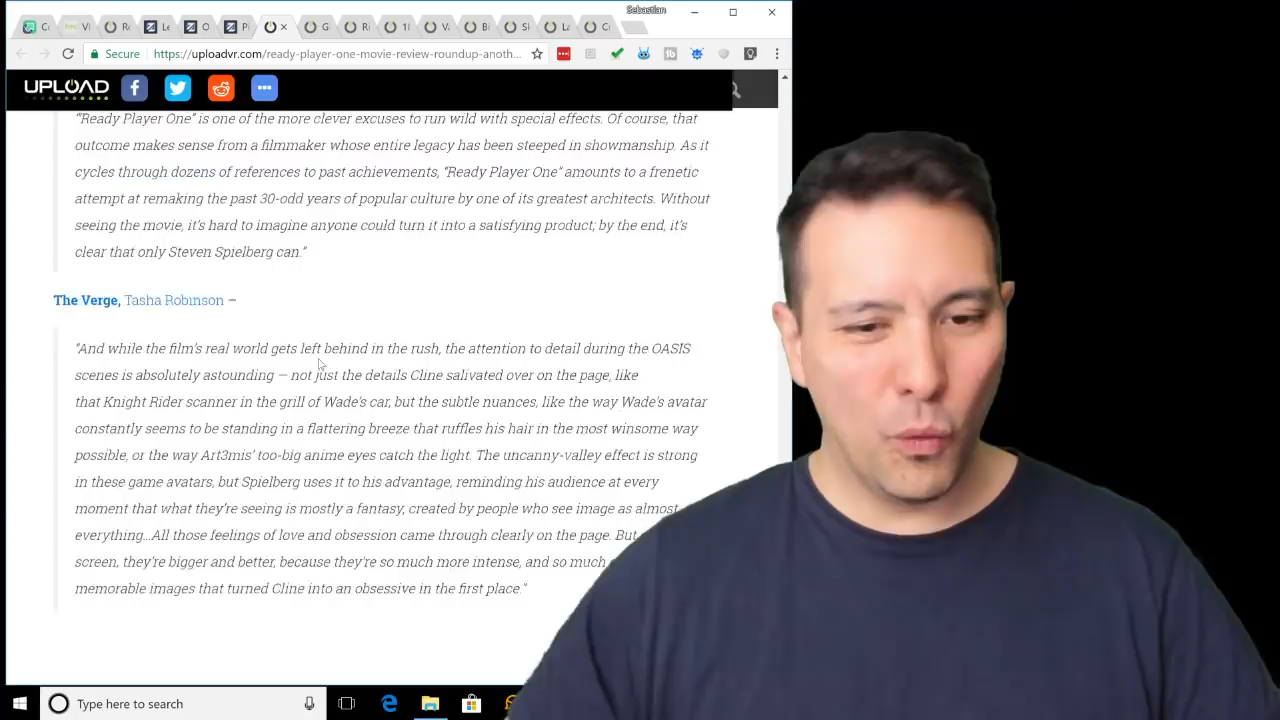 Sebastian
Secure https://uploadvr.com/ready-player-one-movie-review-roundup-anoth...
UPLOAD
“Ready Player One” is one of the more clever excuses to run wild with special effects. Of course, that
outcome makes sense from a filmmaker whose entire legacy has been steeped in showmanship. As it
cycles through dozens of references to past achievements, “Ready Player One” amounts to a frenetic
attempt at remaking the past 30-odd years of popular culture by one of its greatest architects. Without
seeing the movie, it’s hard to imagine anyone could turn it into a satisfying product; by the end, it’s
clear that only Steven Spielberg can.”
The Verge, Tasha Robinson —
“And while the film’s real world gets left behind in the rush, the attention to detail during the OASIS
scenes is absolutely astounding — not just the details Cline salivated over on the page, like
that Knight Rider scanner in the grill of Wade’s car, but the subtle nuances, like the way Wade’s avatar
constantly seems to be standing in a flattering breeze that ruffles his hair in the most winsome way
possible, or the way Art3mis’ too-big anime eyes catch the light. The uncanny-valley effect is strong
in these game avatars, but Spielberg uses it to his advantage, reminding his audience at every
moment that what they’re seeing is mostly a fantasy, created by people who see image as almost
everything…All those feelings of love and obsession came through clearly on the page. But
screen, they’re bigger and better, because they’re so much more intense, and so much
memorable images that turned Cline into an obsessive in the first place.”
Type here to search